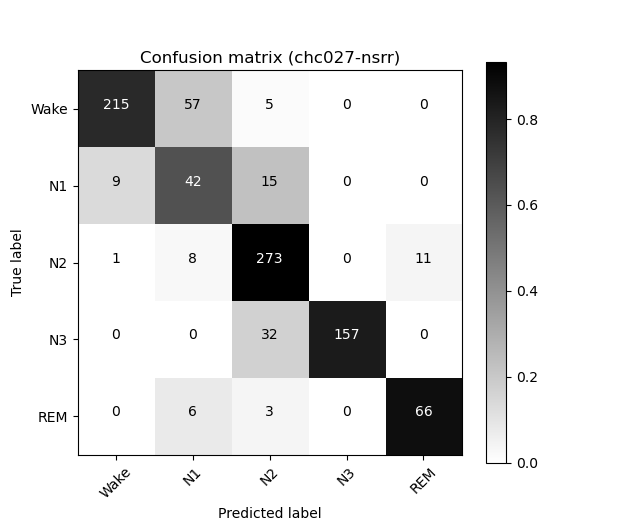 Confusion matrix (chc027-nsrr)
Wake 215 57 5 0 0
N1 9 42 15 0 0
N2 1 8 273 0 11
N3 0 0 32 157 0
REM 0 6 3 0 66
Wake N1 N2 N3 REM
True label
Predicted label
0.8
0.6
0.4
0.2
0.0